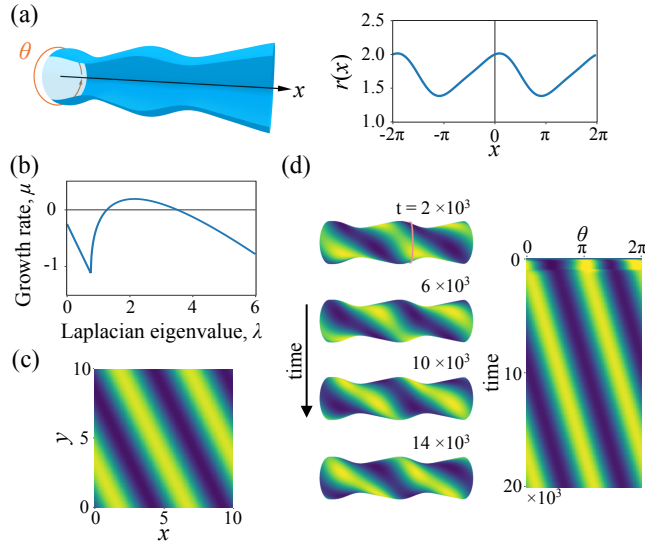 (a)
θ
x
r(x)
2.5
2.0
1.5
1.0
-2π -π 0 π 2π
x
(b)
Growth rate, μ
0
-1
0 2 4 6
Laplacian eigenvalue, λ
(c)
y
10
5
0
0 5 10
x
(d)
t = 2 ×10³
6 ×10³
10 ×10³
14 ×10³
time
θ
0 π 2π
time
0
10
20
×10³